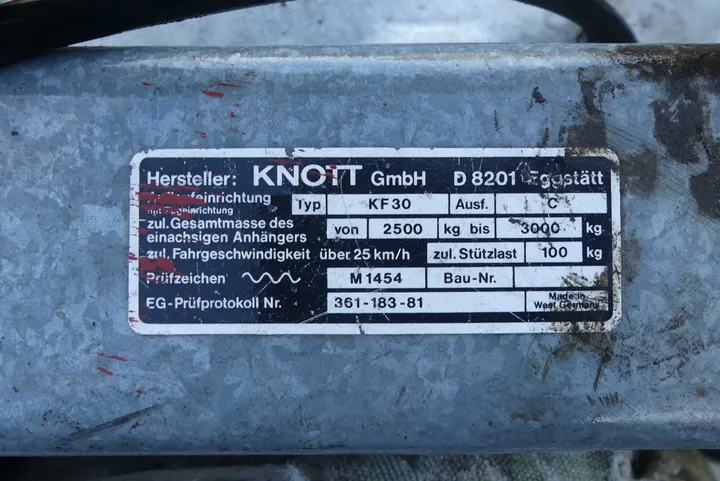 Hersteller: KNOTT GmbH D 8201 Eggstätt
Auflaufeinrichtung Typ KF30 Ausf. C
zul. Gesamtmasse des
einachsigen Anhängers von 2500 kg bis 3000 kg
zul. Fahrgeschwindigkeit über 25 km/h zul. Stützlast 100 kg
Prüfzeichen M 1454 Bau-Nr.
EG-Prüfprotokoll Nr. 361-183-81 Made in
West Germany